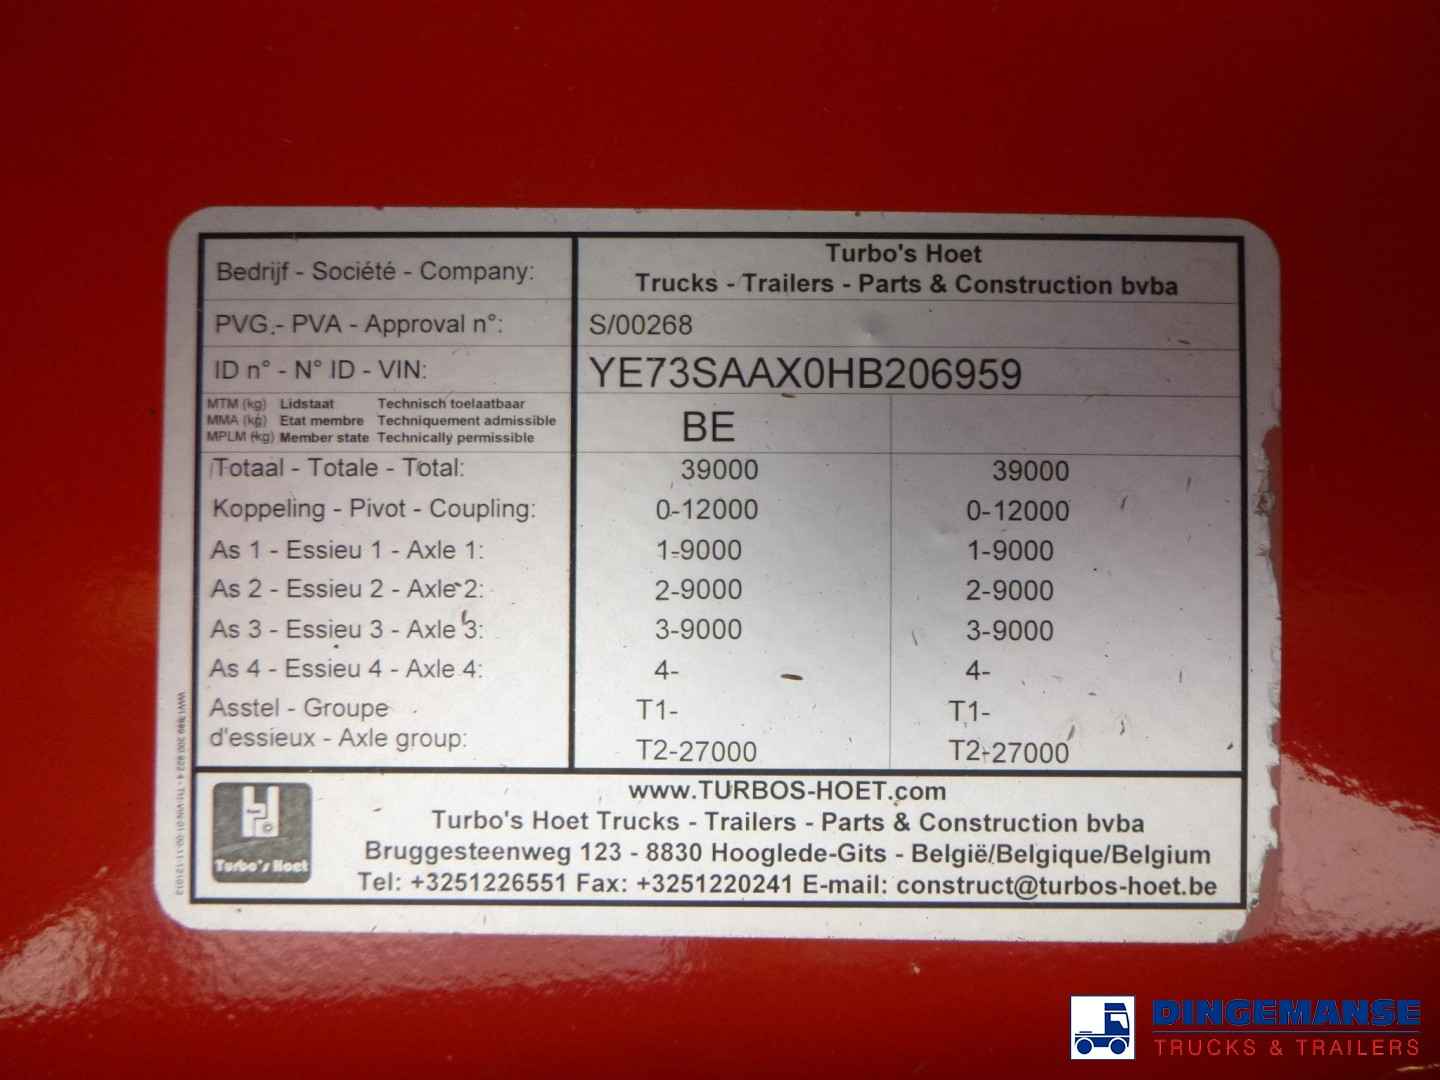 Bedrijf - Société - Company:
Turbo's Hoet
Trucks - Trailers - Parts & Construction bvba
PVG.- PVA - Approval n°: S/00268
ID n° - N° ID - VIN: YE73SAAX0HB206959
MTM (kg) Lidstaat Technisch toelaatbaar
MMA (kg) Etat membre Techniquement admissible
MPLM (kg) Member state Technically permissible
BE
Totaal - Totale - Total: 39000 39000
Koppeling - Pivot - Coupling: 0-12000 0-12000
As 1 - Essieu 1 - Axle 1: 1-9000 1-9000
As 2 - Essieu 2 - Axle 2: 2-9000 2-9000
As 3 - Essieu 3 - Axle 3: 3-9000 3-9000
As 4 - Essieu 4 - Axle 4: 4- 4-
Asstel - Groupe T1- T1-
d'essieux - Axle group: T2-27000 T2-27000
www.TURBOS-HOET.com
Turbo's Hoet Trucks - Trailers - Parts & Construction bvba
Bruggesteenweg 123 - 8830 Hooglede-Gits - België/Belgique/Belgium
Tel: +3251226551 Fax: +3251220241 E-mail: construct@turbos-hoet.be
Turbo's Hoet
DINGEMANSE
TRUCKS & TRAILERS